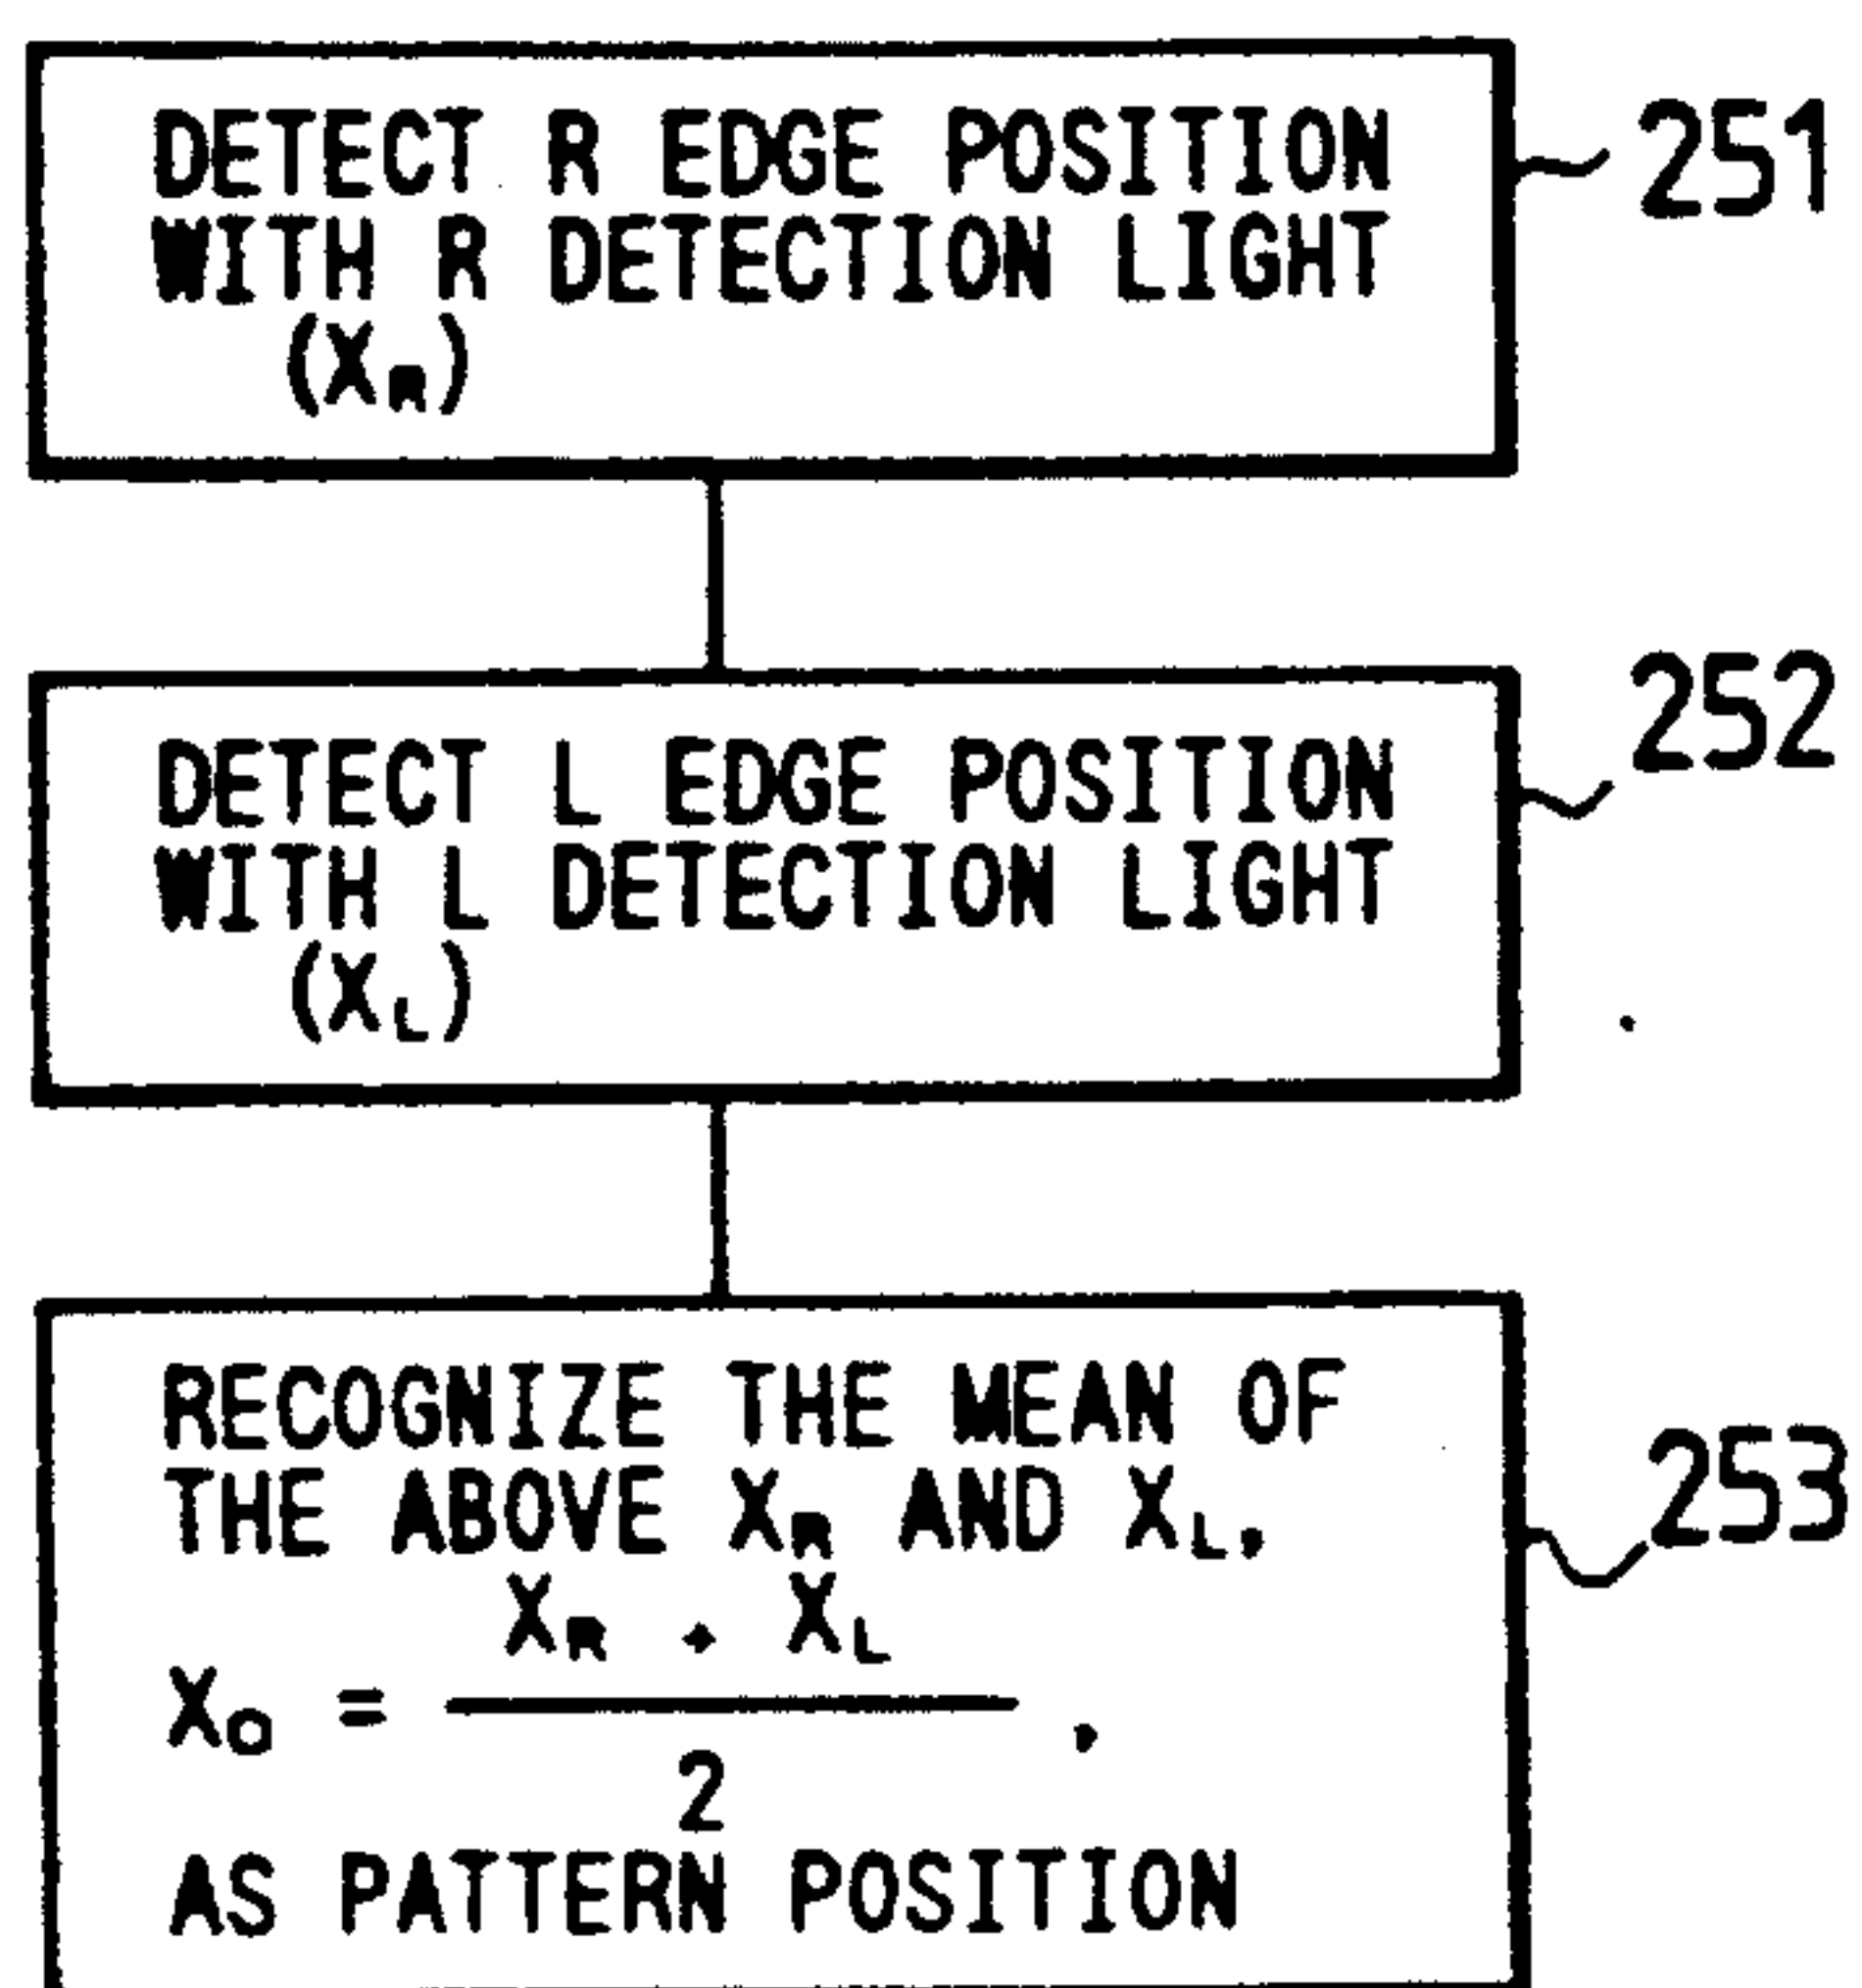 DETECT R EDGE POSITION
WITH R DETECTION LIGHT
(XR)
251
DETECT L EDGE POSITION
WITH L DETECTION LIGHT
(XL)
252
RECOGNIZE THE MEAN OF
THE ABOVE XR AND XL,
XR . XL
XO = ,
2
AS PATTERN POSITION
253